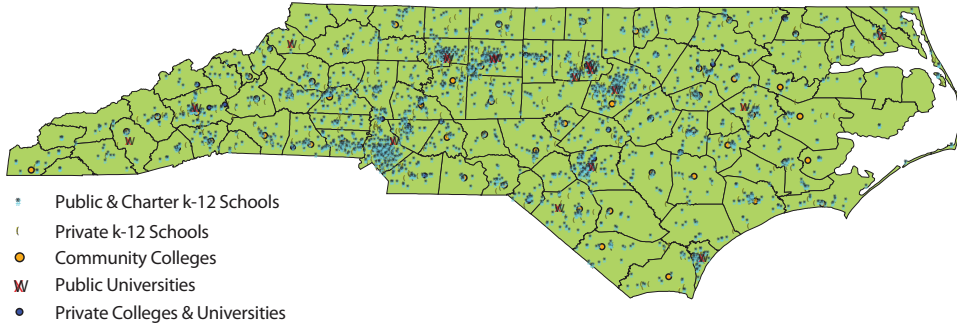 Public & Charter k-12 Schools
Private k-12 Schools
Community Colleges
Public Universities
Private Colleges & Universities